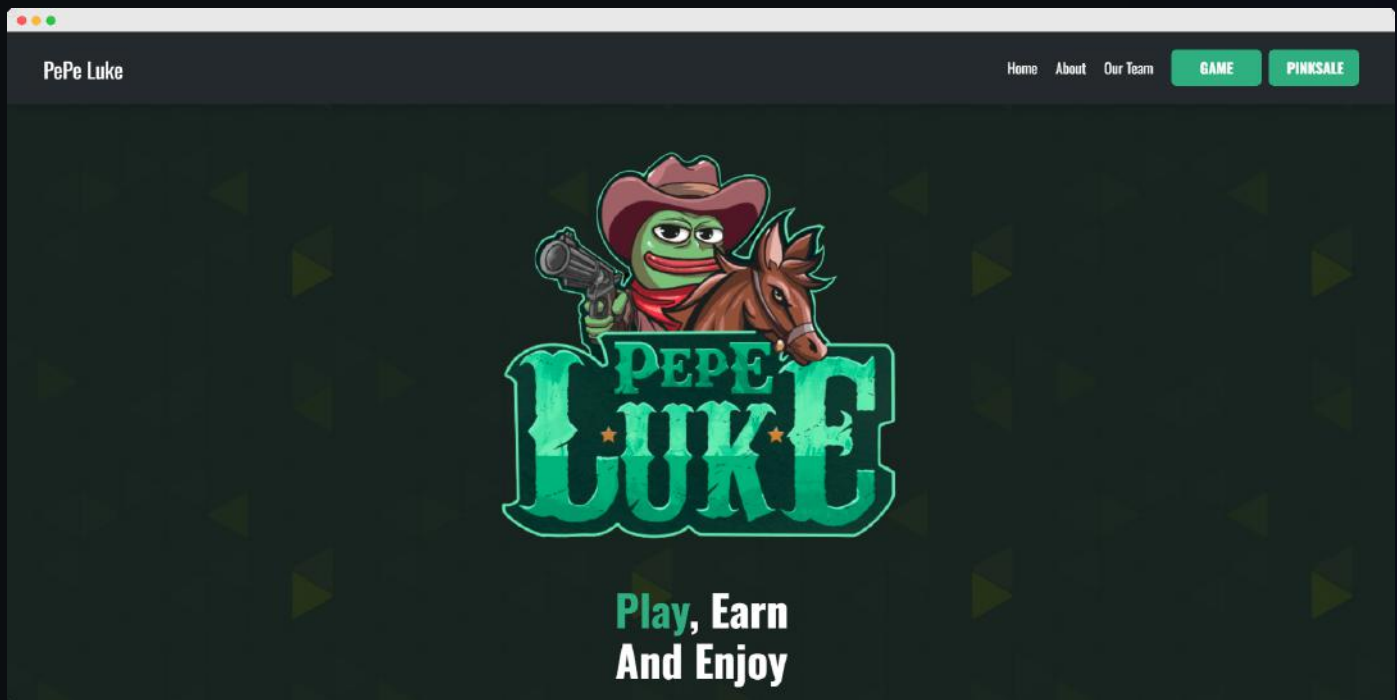 PePe Luke
Home About Our Team GAME PINKSALE
PEPE
LUKE
Play, Earn
And Enjoy